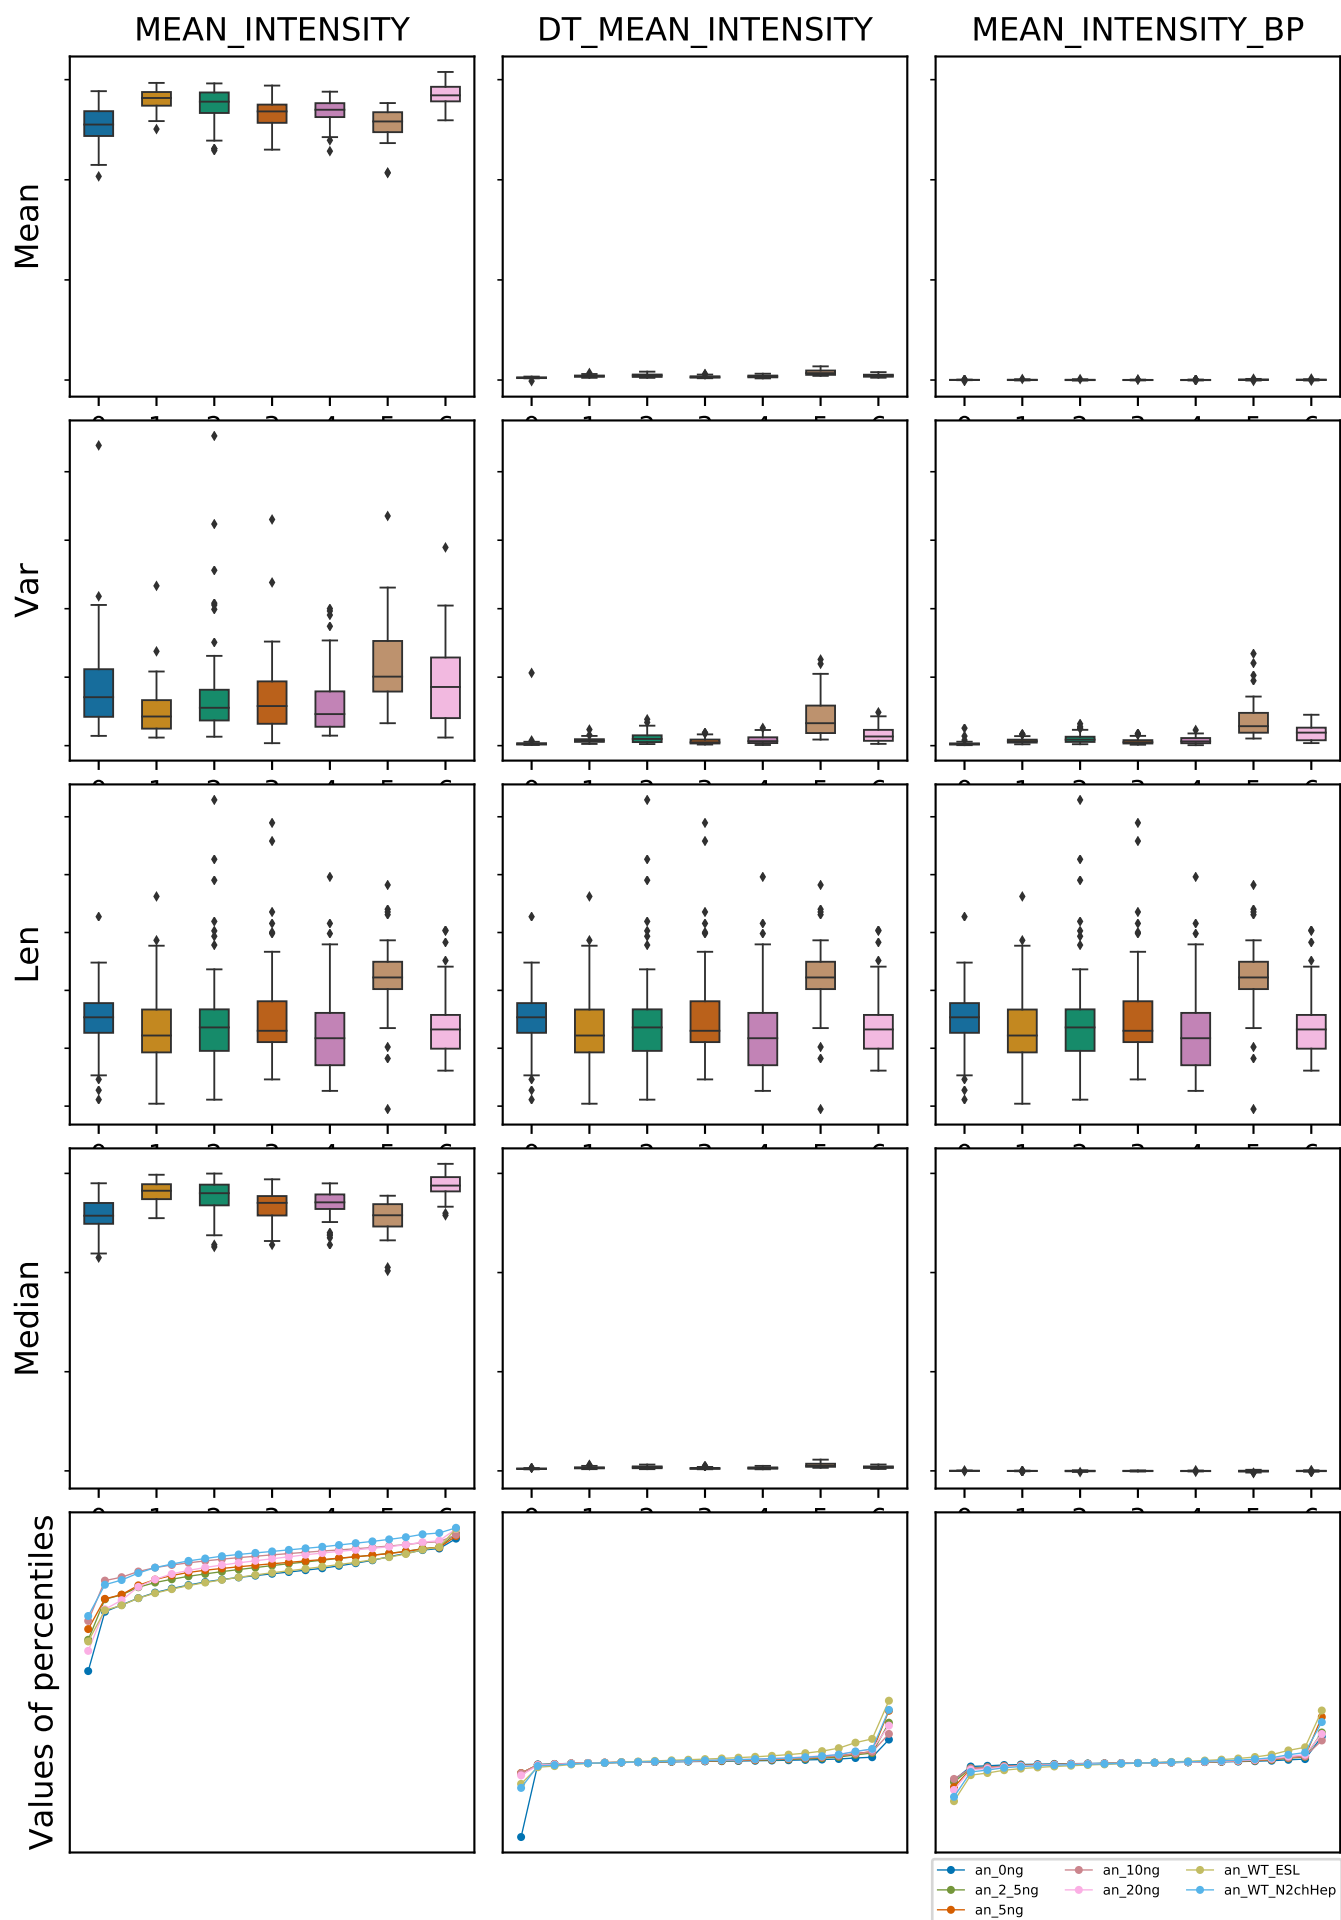 MEAN_INTENSITY DT_MEAN_INTENSITY MEAN_INTENSITY_BP
Mean
Var
Len
Median
Values of percentiles
an_0ng an_10ng an_WT_ESL
an_2_5ng an_20ng an_WT_N2chHep
an_5ng